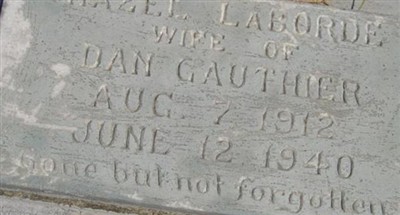 HAZEL LABORDE
WIFE OF
DAN GAUTHIER
AUG. 7 1912
JUNE 12 1940
Gone but not forgotten